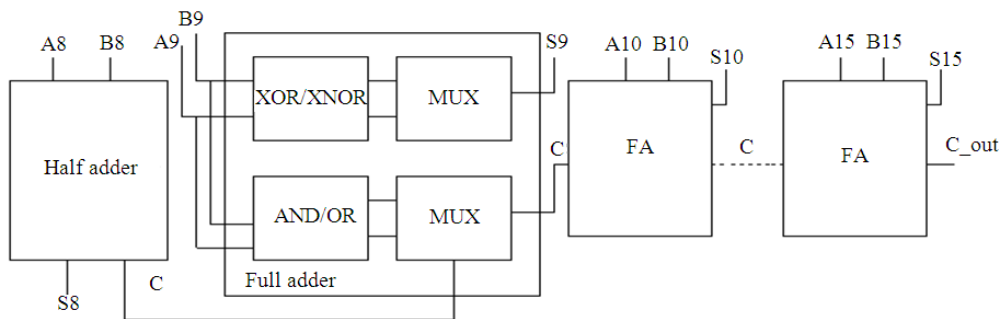 B9
A8 B8 A9 S9 A10 B10 A15 B15
S10 S15
XOR/XNOR MUX
Half adder C FA C FA C_out
AND/OR MUX
S8 C Full adder